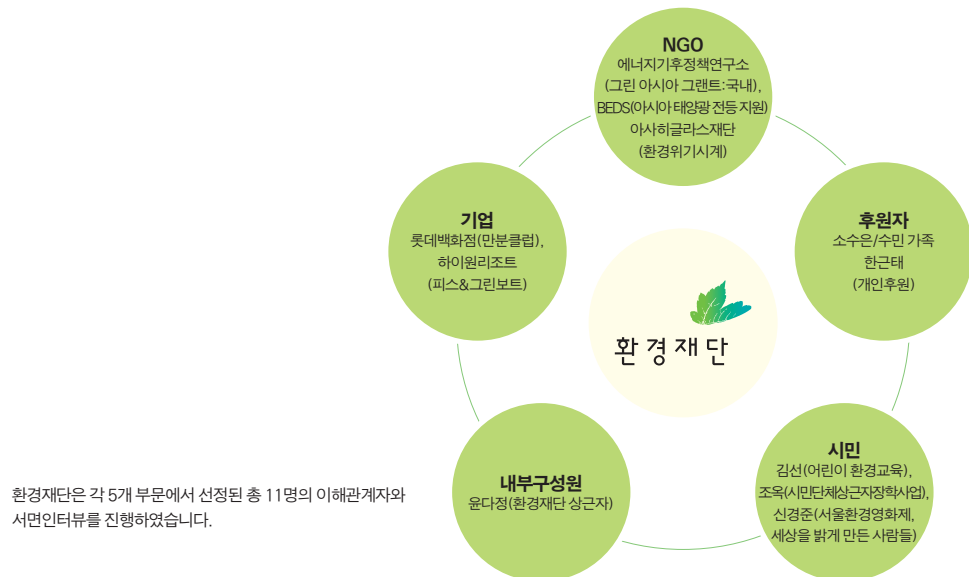 NGO
에너지기후정책연구소
(그린 아시아 그랜트:국내),
BEDS(아시아 태양광 전등 지원)
아사히글라스재단
(환경위기시계)
기업
롯데백화점(만분클럽),
하이원리조트
(피스&그린보트)
후원자
소수은/수민 가족
한근태
(개인후원)
환경재단
내부구성원
윤다정(환경재단 상근자)
시민
김선(어린이 환경교육),
조옥(시민단체상근자장학사업),
신경준(서울환경영화제,
세상을 밝게 만든 사람들)
환경재단은 각 5개 부문에서 선정된 총 11명의 이해관계자와
서면인터뷰를 진행하였습니다.